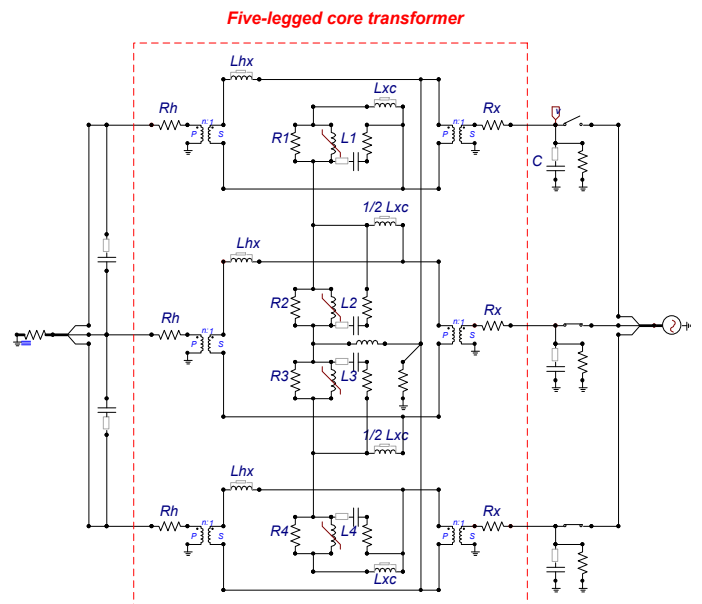 Five-legged core transformer
Lhx
Lxc
Rh
n:1
P S
R1 L1
n:1
P S
Rx
v
C
1/2 Lxc
Lhx
Rh
n:1
P S
R2 L2
n:1
P S
Rx
R3 L3
1/2 Lxc
Lhx
Rh
n:1
P S
R4 L4
n:1
P S
Rx
Lxc